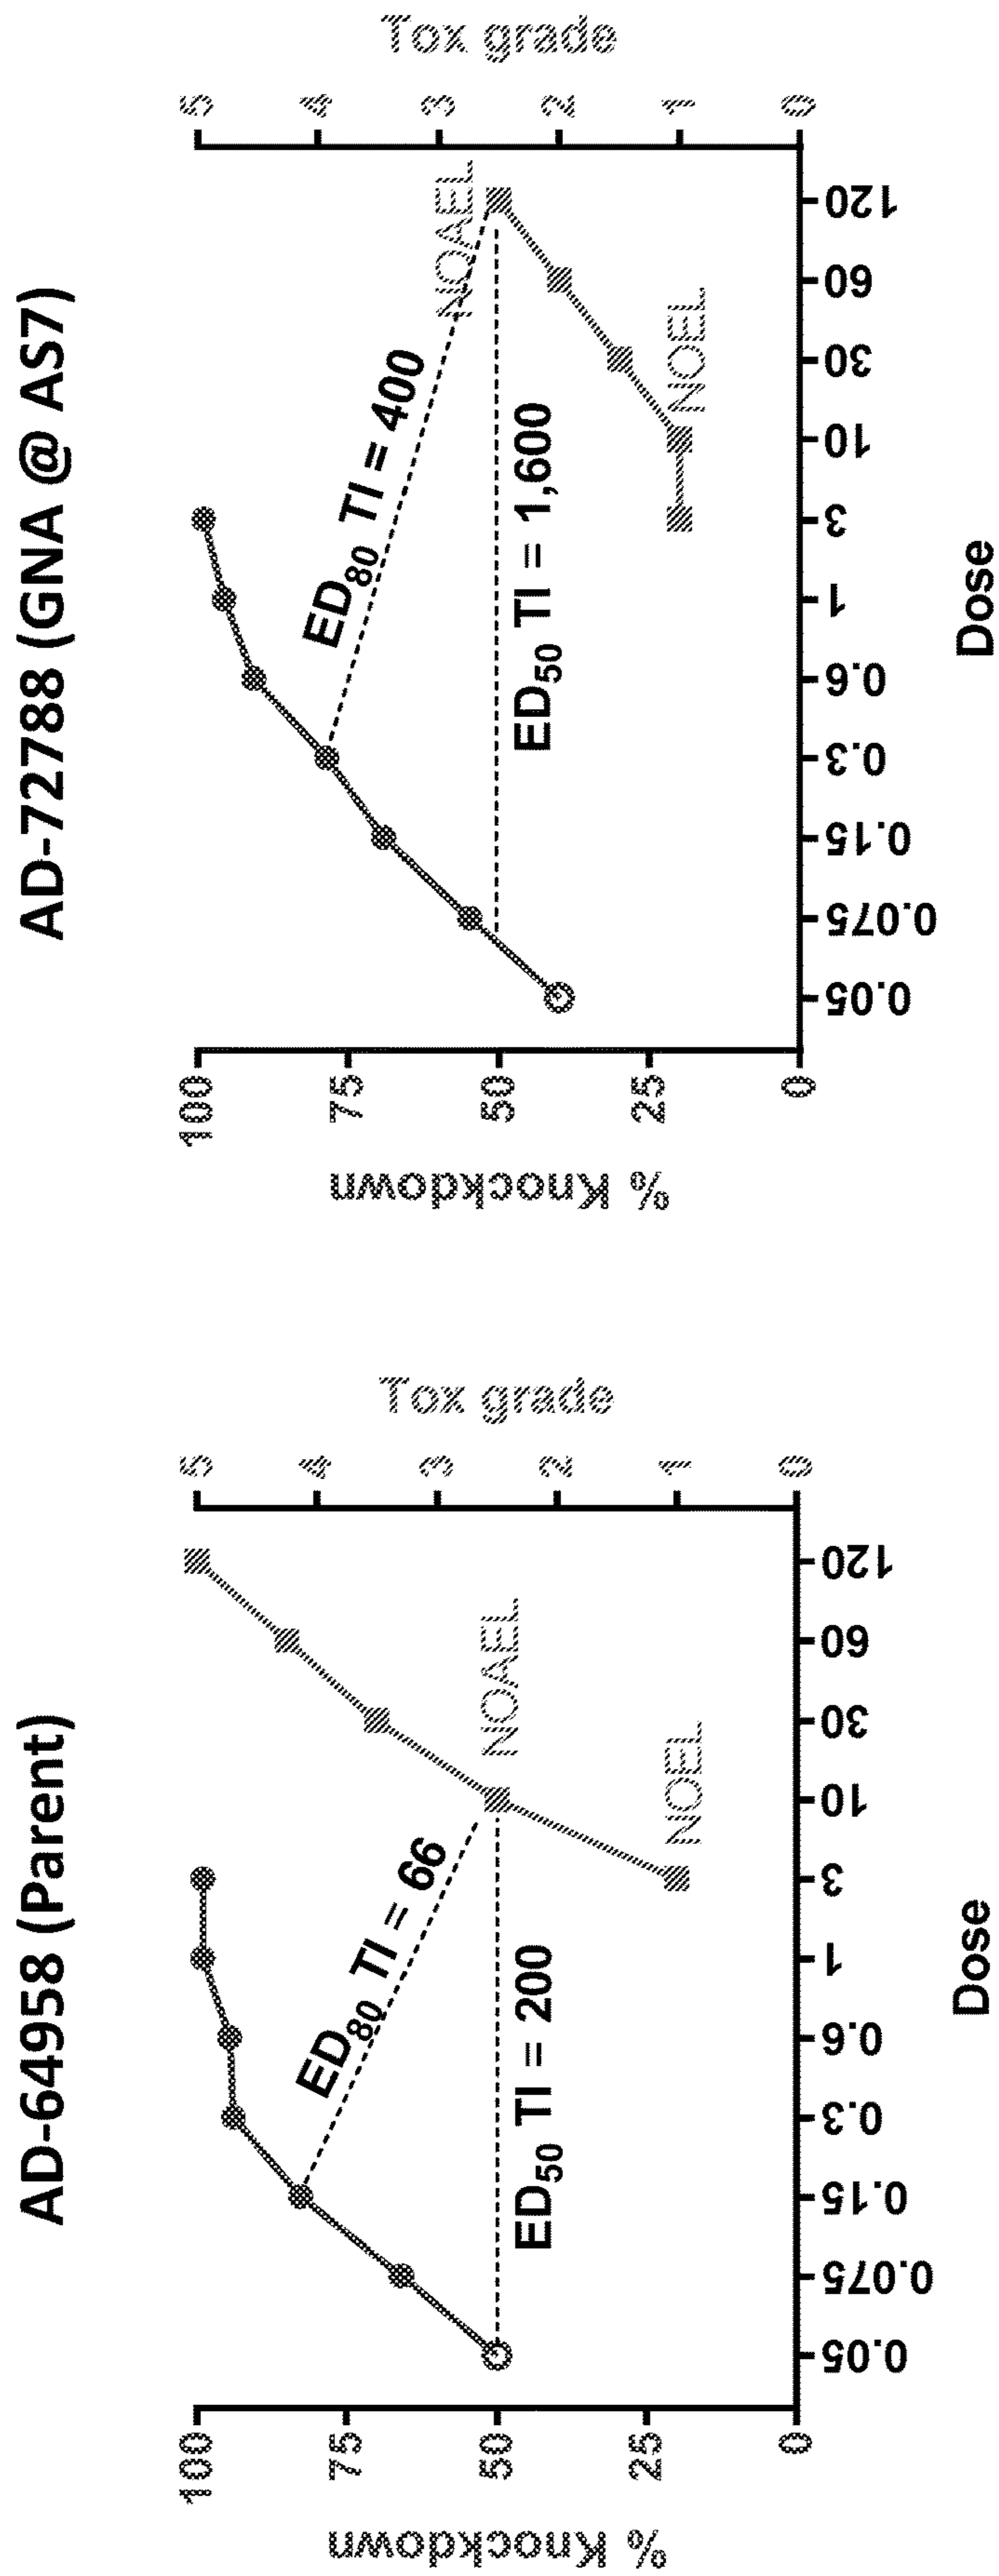 AD-64958 (Parent)
% Knockdown
100
75
50
25
0
ED80 TI = 66
ED50 TI = 200
NOAEL
NOEL
5
4
3
2
1
0
Tox grade
0.05
0.075
0.15
0.3
0.6
1
3
10
30
60
120
Dose
AD-72788 (GNA @ AS7)
% Knockdown
100
75
50
25
0
ED80 TI = 400
ED50 TI = 1,600
NOAEL
NOEL
5
4
3
2
1
0
Tox grade
0.05
0.075
0.15
0.3
0.6
1
3
10
30
60
120
Dose